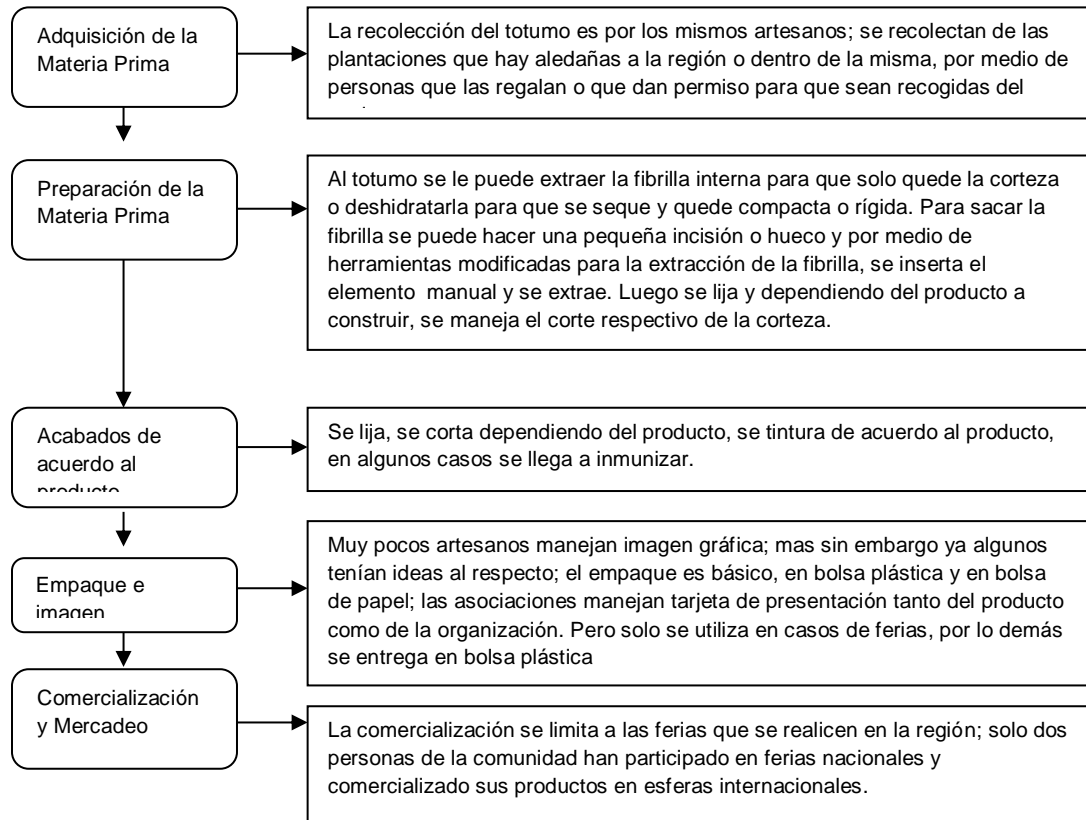 Adquisición de la
Materia Prima
La recolección del totumo es por los mismos artesanos; se recolectan de las
plantaciones que hay aledañas a la región o dentro de la misma, por medio de
personas que las regalan o que dan permiso para que sean recogidas del
Preparación de la
Materia Prima
Al totumo se le puede extraer la fibrilla interna para que solo quede la corteza
o deshidratarla para que se seque y quede compacta o rígida. Para sacar la
fibrilla se puede hacer una pequeña incisión o hueco y por medio de
herramientas modificadas para la extracción de la fibrilla, se inserta el
elemento manual y se extrae. Luego se lija y dependiendo del producto a
construir, se maneja el corte respectivo de la corteza.
Acabados de
acuerdo al
producto
Se lija, se corta dependiendo del producto, se tintura de acuerdo al producto,
en algunos casos se llega a inmunizar.
Empaque e
imagen
Muy pocos artesanos manejan imagen gráfica; mas sin embargo ya algunos
tenían ideas al respecto; el empaque es básico, en bolsa plástica y en bolsa
de papel; las asociaciones manejan tarjeta de presentación tanto del producto
como de la organización. Pero solo se utiliza en casos de ferias, por lo demás
se entrega en bolsa plástica
Comercialización
y Mercadeo
La comercialización se limita a las ferias que se realicen en la región; solo dos
personas de la comunidad han participado en ferias nacionales y
comercializado sus productos en esferas internacionales.